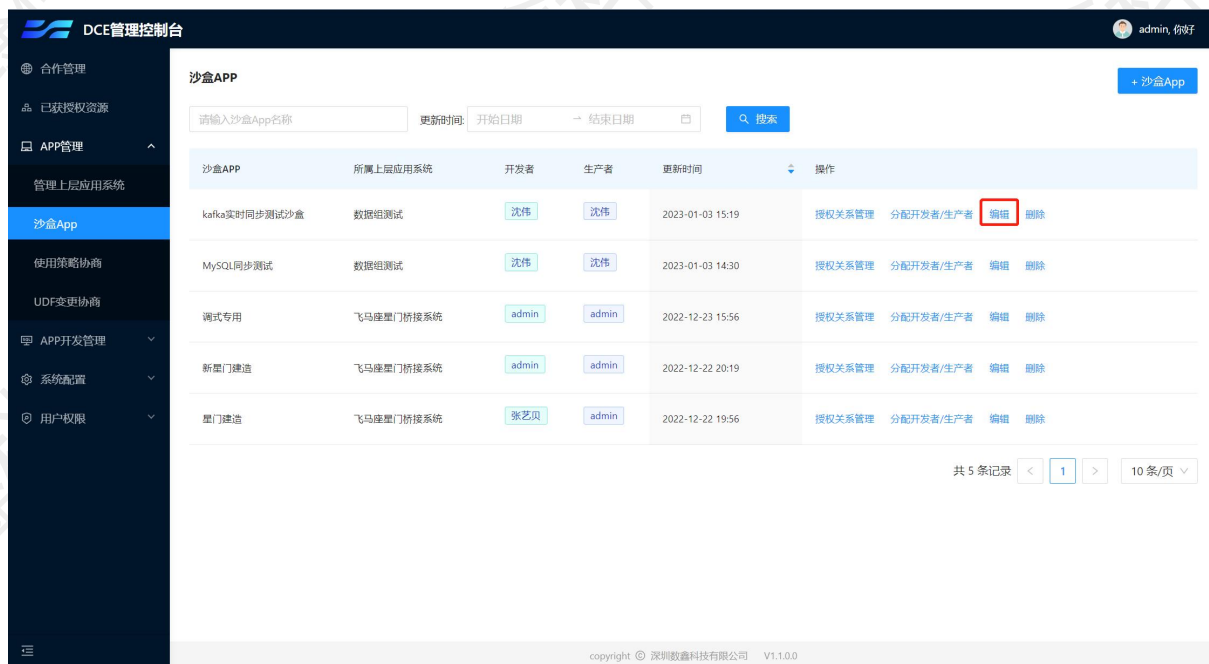 DCE管理控制台
admin, 你好
合作管理
已获授权资源
APP管理
管理上层应用系统
沙盒App
使用策略协商
UDF变更协商
APP开发管理
系统配置
用户权限
沙盒APP
+ 沙盒App
请输入沙盒App名称 更新时间: 开始日期 → 结束日期 搜索
沙盒APP 所属上层应用系统 开发者 生产者 更新时间 操作
kafka实时同步测试沙盒 数据组测试 沈伟 沈伟 2023-01-03 15:19 授权关系管理 分配开发者/生产者 编辑 删除
MySQL同步测试 数据组测试 沈伟 沈伟 2023-01-03 14:30 授权关系管理 分配开发者/生产者 编辑 删除
调式专用 飞马座星门桥接系统 admin admin 2022-12-23 15:56 授权关系管理 分配开发者/生产者 编辑 删除
新星门建造 飞马座星门桥接系统 admin admin 2022-12-22 20:19 授权关系管理 分配开发者/生产者 编辑 删除
星门建造 飞马座星门桥接系统 张艺贝 admin 2022-12-22 19:56 授权关系管理 分配开发者/生产者 编辑 删除
共 5 条记录 < 1 > 10 条/页
copyright © 深圳数鑫科技有限公司 V1.1.0.0